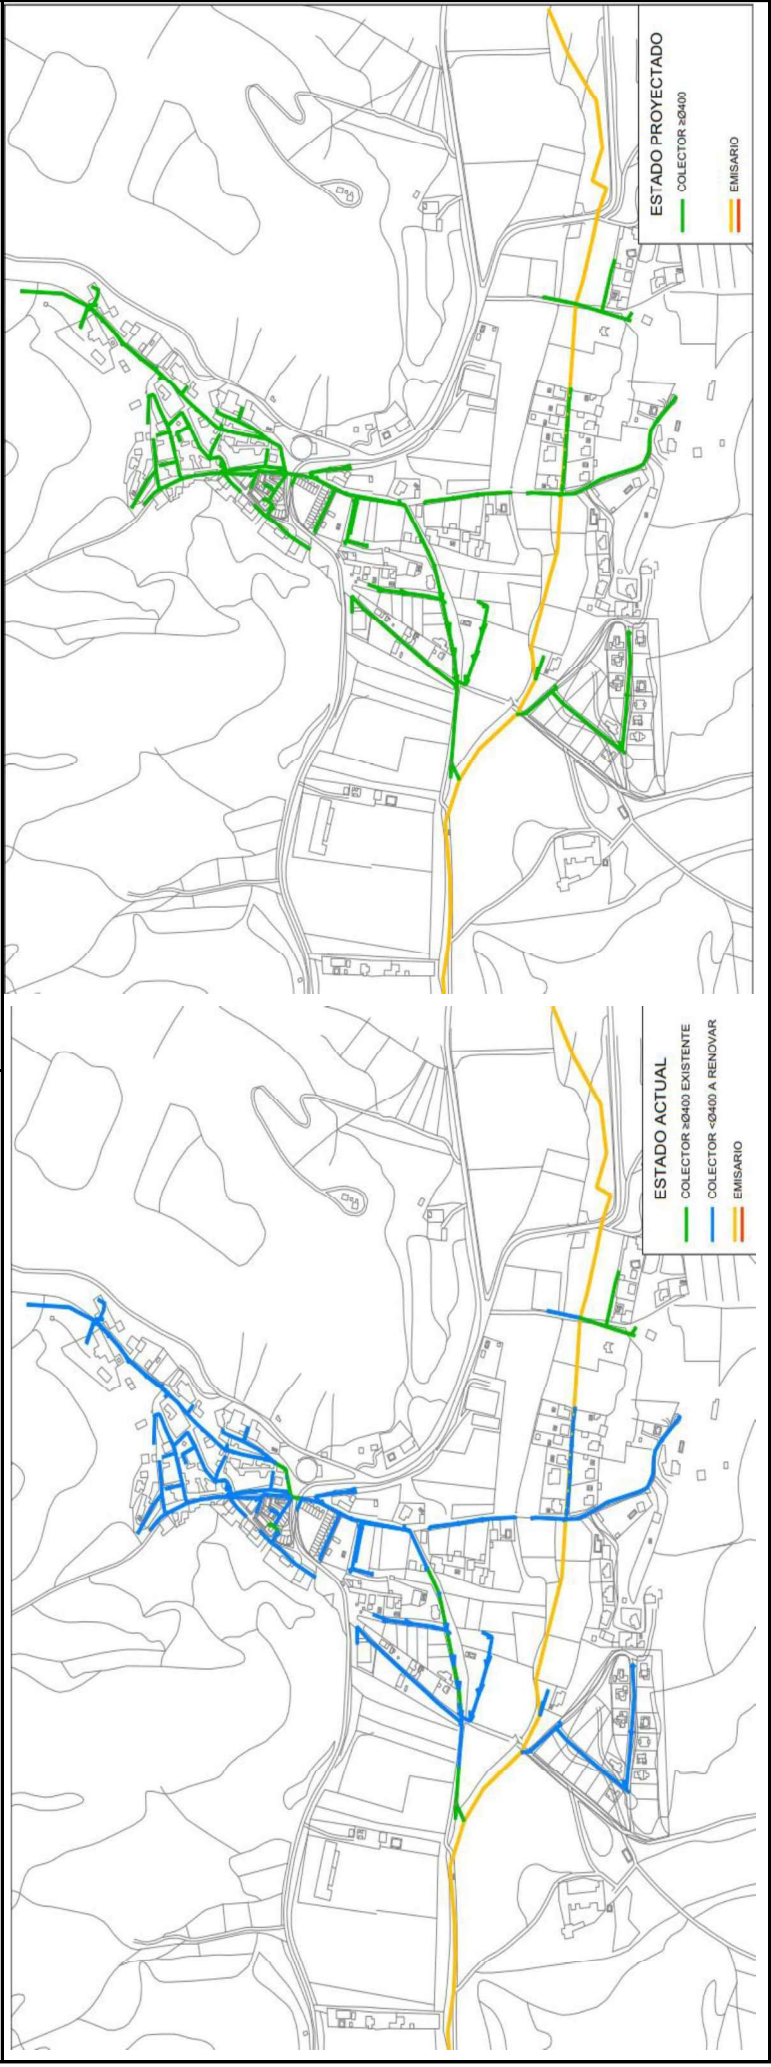 ESTADO PROYECTADO
COLECTOR ≥Ø400
EMISARIO
ESTADO ACTUAL
COLECTOR ≥Ø400 EXISTENTE
COLECTOR <Ø400 A RENOVAR
EMISARIO